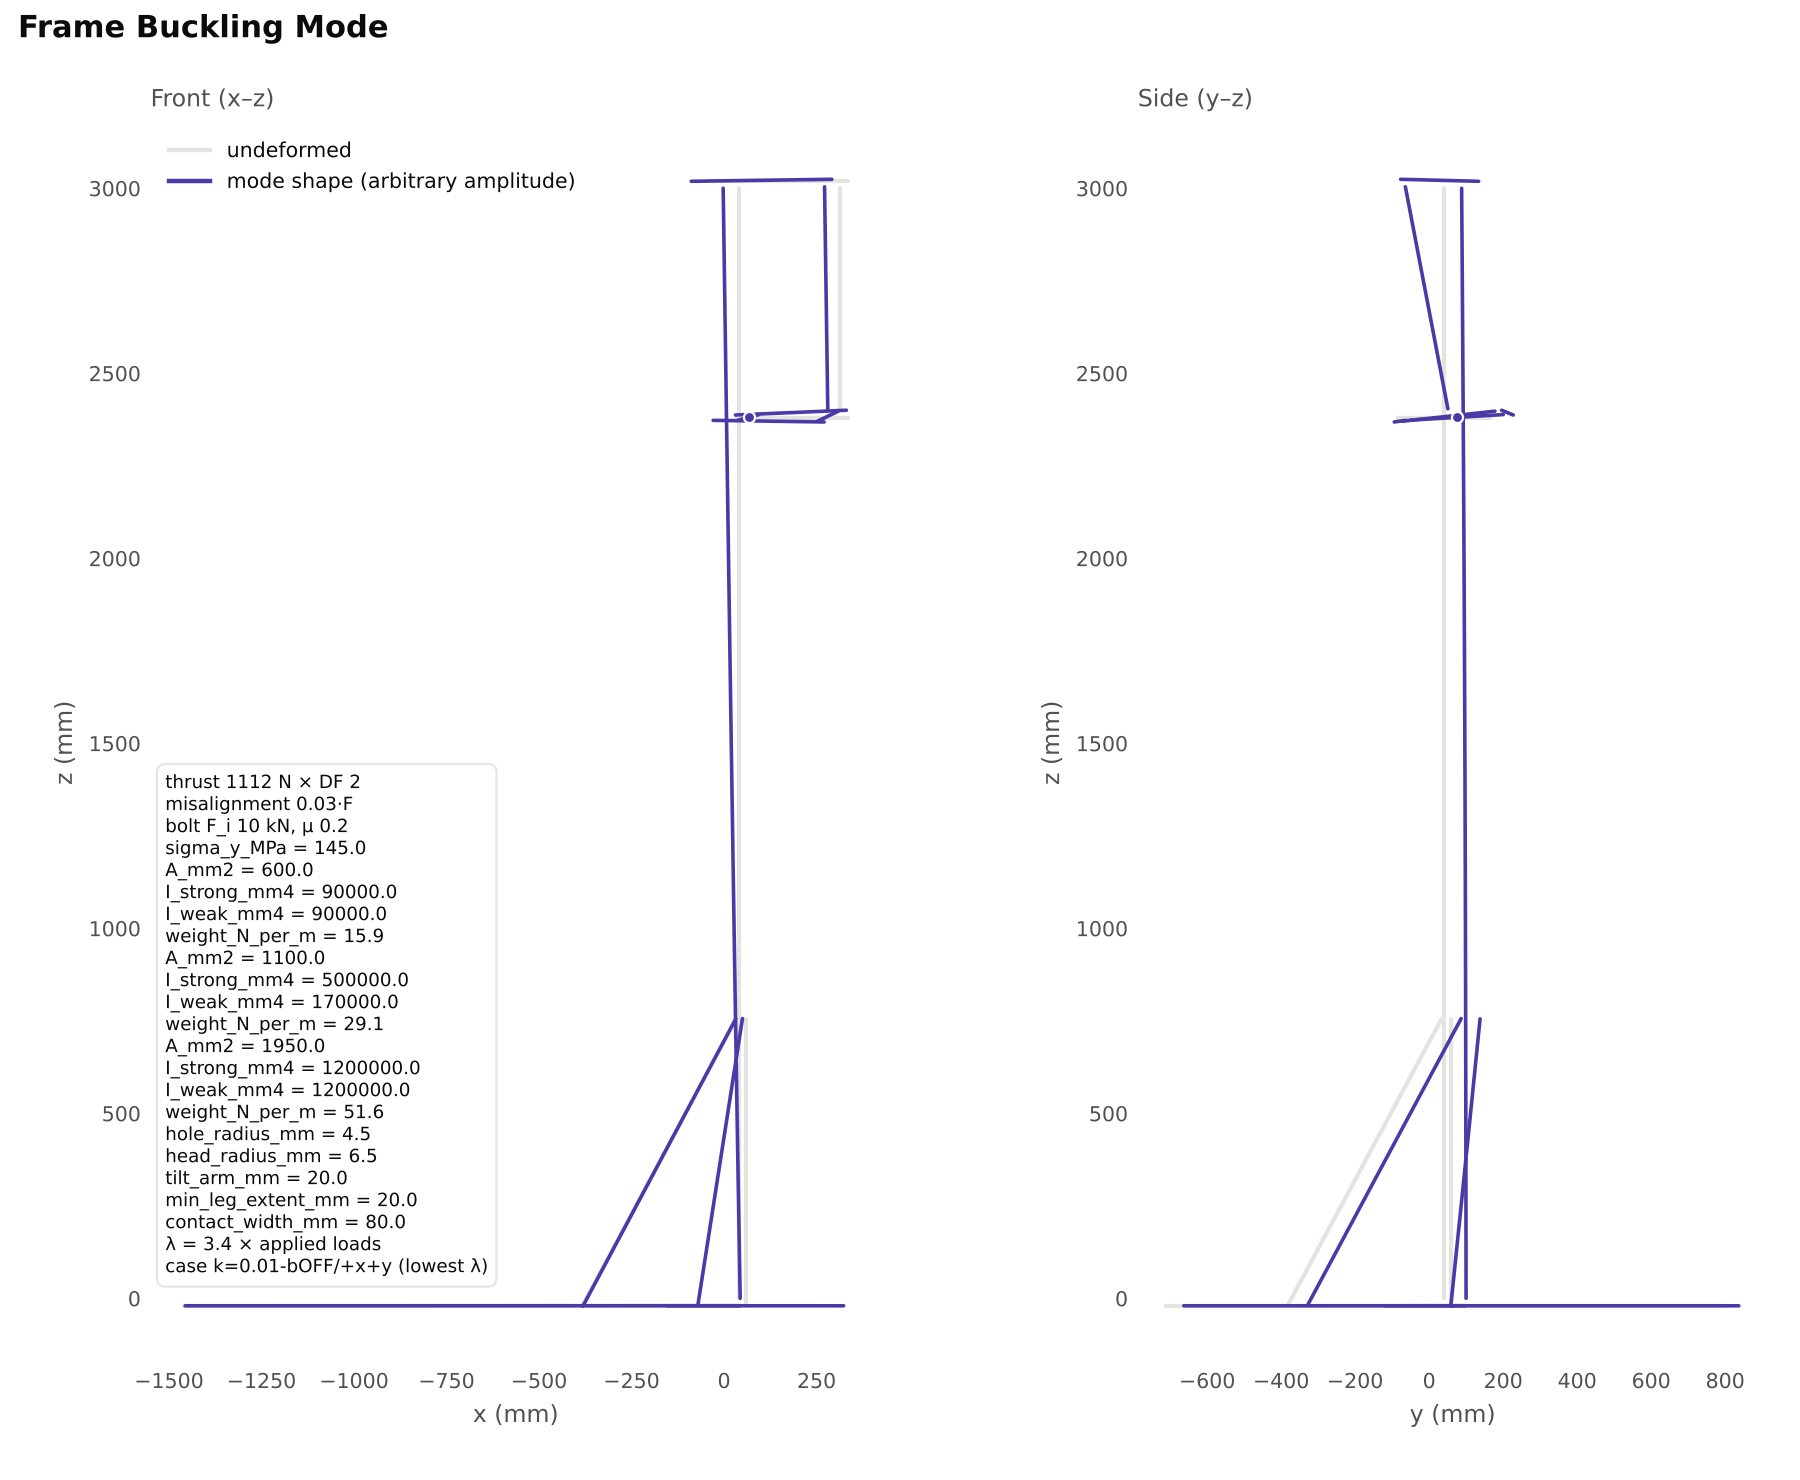 Frame Buckling Mode
Front (x–z)
undeformed
mode shape (arbitrary amplitude)
3000
2500
2000
1500
1000
500
0
z (mm)
thrust 1112 N × DF 2
misalignment 0.03·F
bolt F_i 10 kN, μ 0.2
sigma_y_MPa = 145.0
A_mm2 = 600.0
I_strong_mm4 = 90000.0
I_weak_mm4 = 90000.0
weight_N_per_m = 15.9
A_mm2 = 1100.0
I_strong_mm4 = 500000.0
I_weak_mm4 = 170000.0
weight_N_per_m = 29.1
A_mm2 = 1950.0
I_strong_mm4 = 1200000.0
I_weak_mm4 = 1200000.0
weight_N_per_m = 51.6
hole_radius_mm = 4.5
head_radius_mm = 6.5
tilt_arm_mm = 20.0
min_leg_extent_mm = 20.0
contact_width_mm = 80.0
λ = 3.4 × applied loads
case k=0.01-bOFF/+x+y (lowest λ)
−1500 −1250 −1000 −750 −500 −250 0 250
x (mm)
Side (y–z)
3000
2500
2000
1500
1000
500
0
z (mm)
−600 −400 −200 0 200 400 600 800
y (mm)